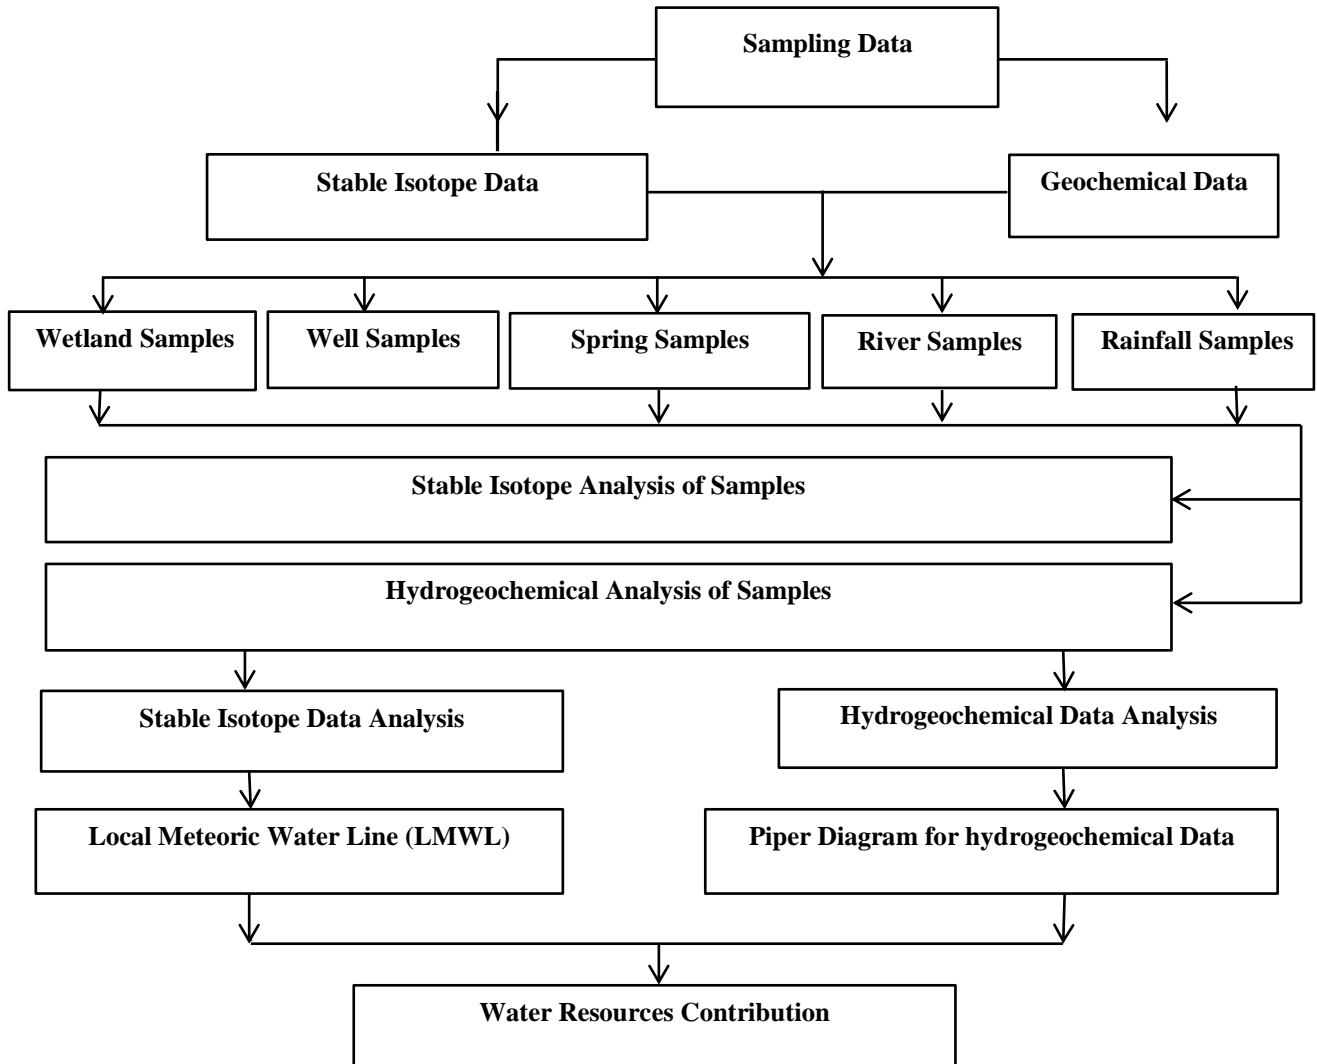 Sampling Data
Stable Isotope Data
Geochemical Data
Wetland Samples
Well Samples
Spring Samples
River Samples
Rainfall Samples
Stable Isotope Analysis of Samples
Hydrogeochemical Analysis of Samples
Stable Isotope Data Analysis
Hydrogeochemical Data Analysis
Local Meteoric Water Line (LMWL)
Piper Diagram for hydrogeochemical Data
Water Resources Contribution